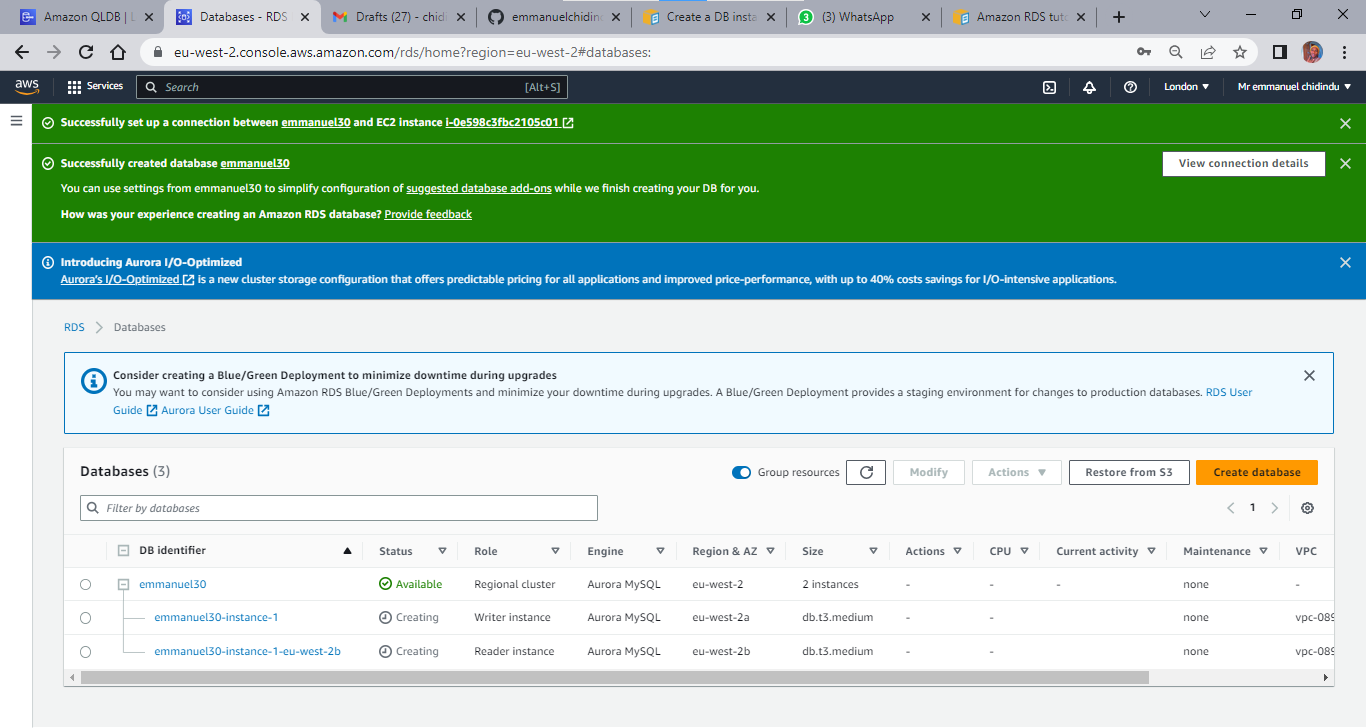 Amazon QLDB | L
Databases - RDS
Drafts (27) - chid
emmanuelchidin
Create a DB insta
3
(3) WhatsApp
Amazon RDS tuto
eu-west-2.console.aws.amazon.com/rds/home?region=eu-west-2#databases:
aws
Services
Search
[Alt+S]
London ▼
Mr emmanuel chidindu ▼
Successfully set up a connection between emmanuel30 and EC2 instance i-0e598c3fbc2105c01
Successfully created database emmanuel30
View connection details
You can use settings from emmanuel30 to simplify configuration of suggested database add-ons while we finish creating your DB for you.
How was your experience creating an Amazon RDS database? Provide feedback
Introducing Aurora I/O-Optimized
Aurora's I/O-Optimized is a new cluster storage configuration that offers predictable pricing for all applications and improved price-performance, with up to 40% costs savings for I/O-intensive applications.
RDS > Databases
Consider creating a Blue/Green Deployment to minimize downtime during upgrades
You may want to consider using Amazon RDS Blue/Green Deployments and minimize your downtime during upgrades. A Blue/Green Deployment provides a staging environment for changes to production databases. RDS User
Guide Aurora User Guide
Databases (3)
Group resources
Modify
Actions ▼
Restore from S3
Create database
Filter by databases
1
DB identifier Status Role Engine Region & AZ Size Actions CPU Current activity Maintenance VPC
emmanuel30 Available Regional cluster Aurora MySQL eu-west-2 2 instances - - - none -
emmanuel30-instance-1 Creating Writer instance Aurora MySQL eu-west-2a db.t3.medium - - none vpc-089
emmanuel30-instance-1-eu-west-2b Creating Reader instance Aurora MySQL eu-west-2b db.t3.medium - - none vpc-089